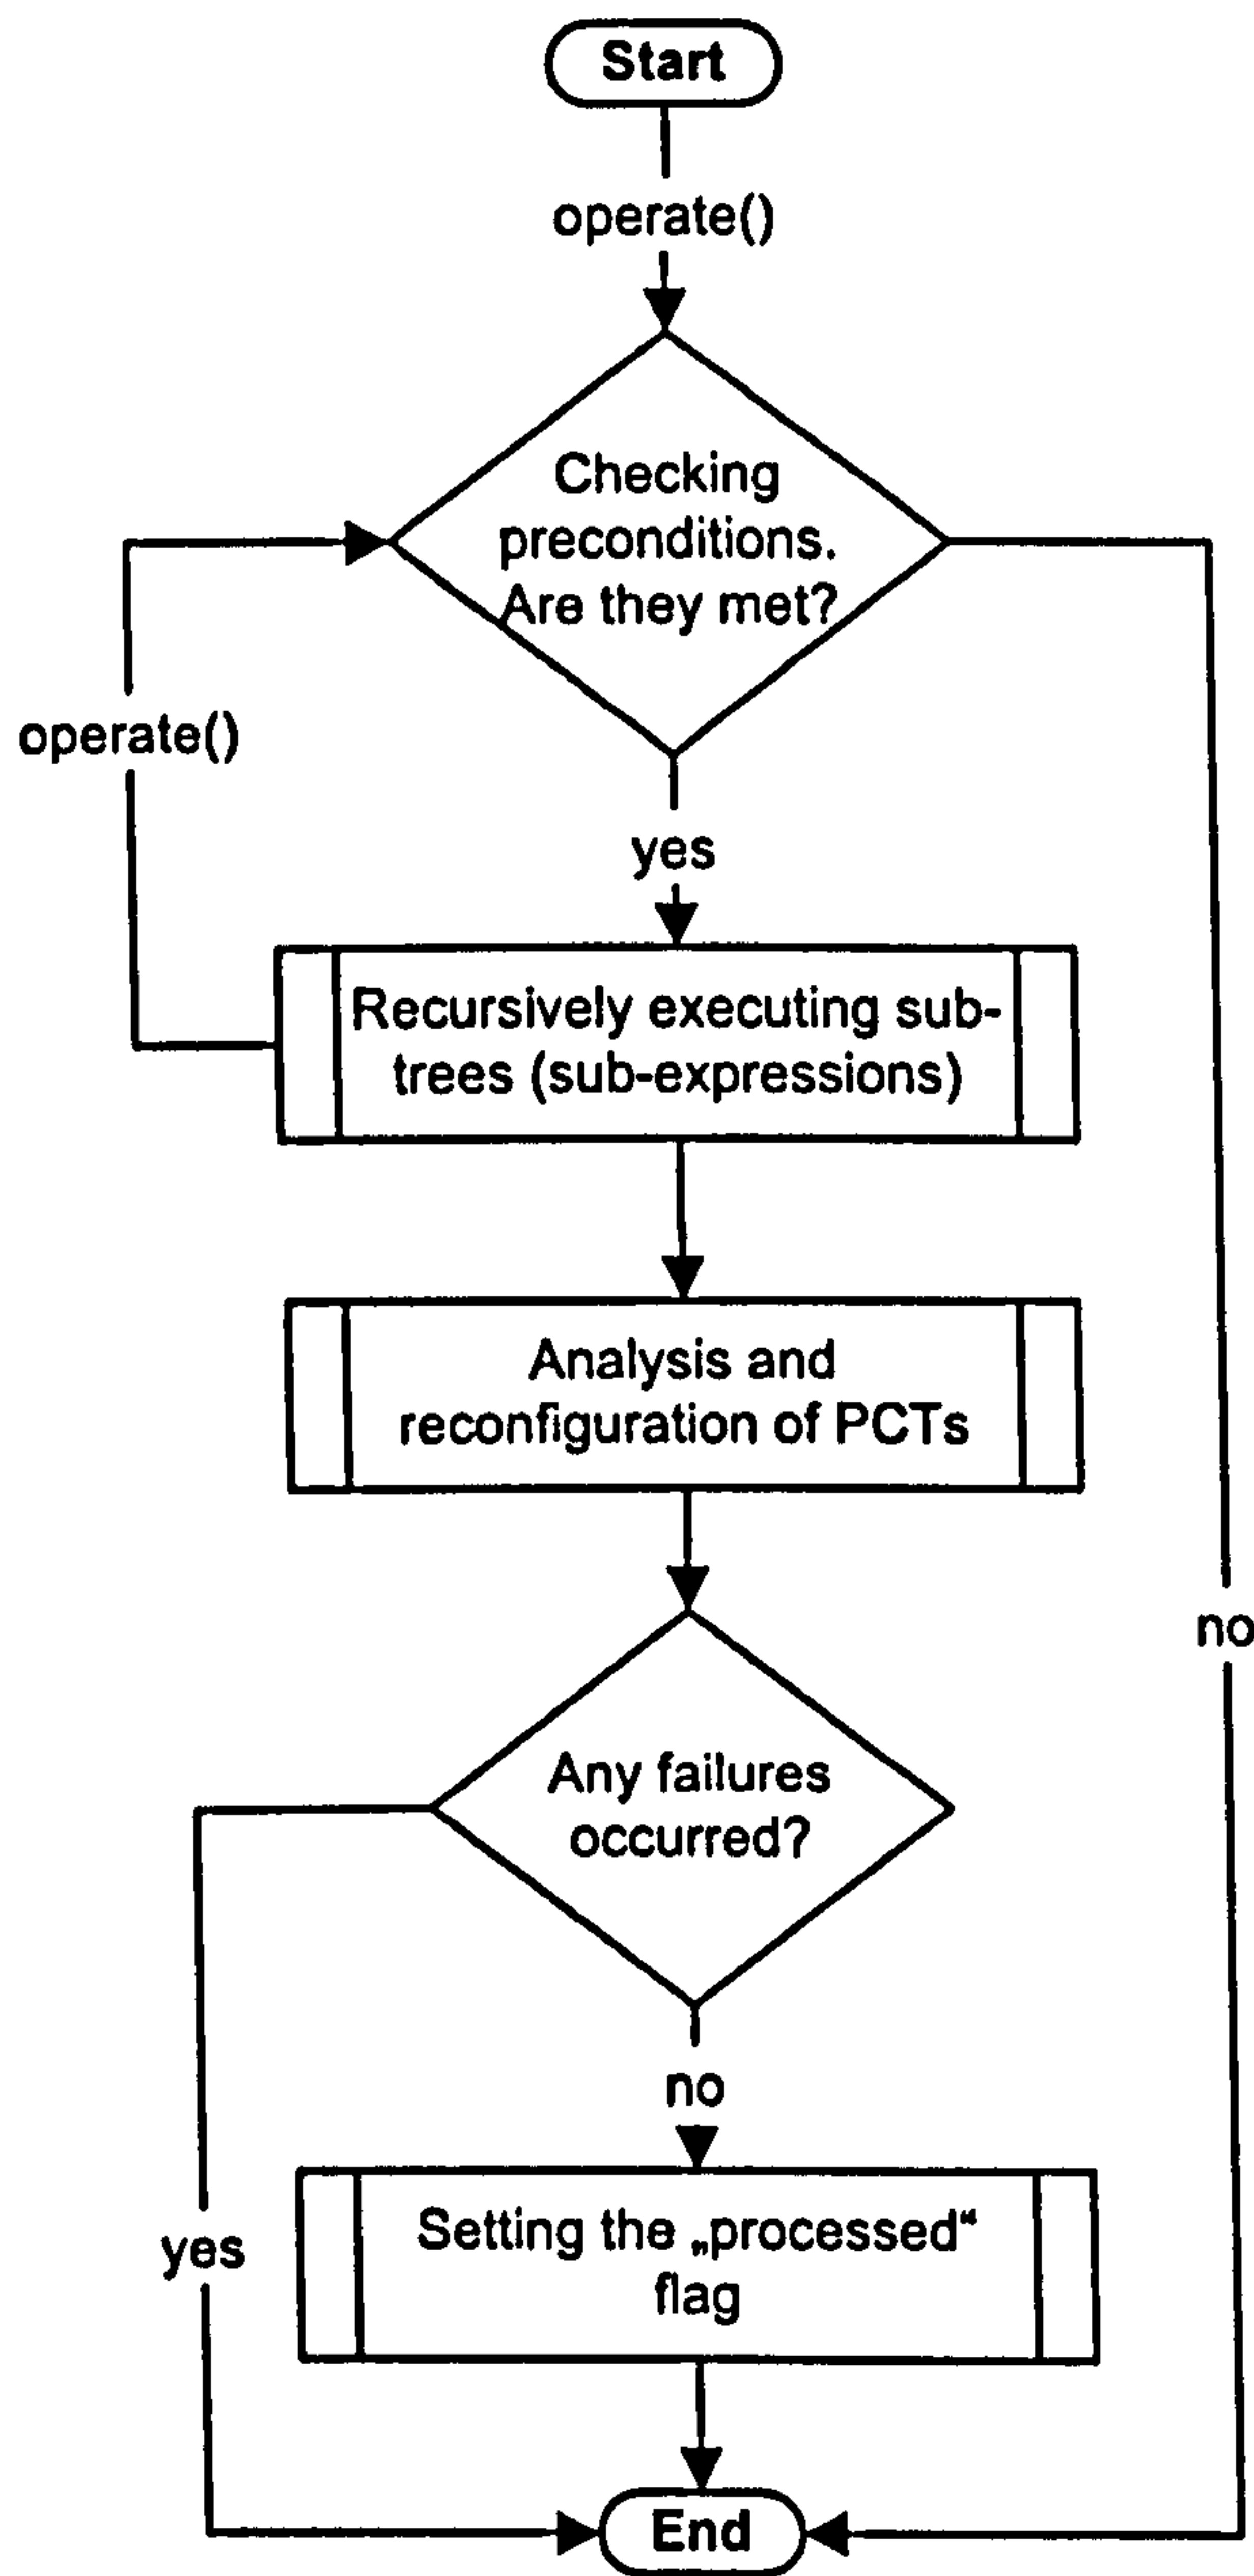 Start
operate()
Checking
preconditions.
Are they met?
operate()
yes
Recursively executing sub-
trees (sub-expressions)
Analysis and
reconfiguration of PCTs
no
Any failures
occurred?
no
Setting the „processed“
flag
yes
End